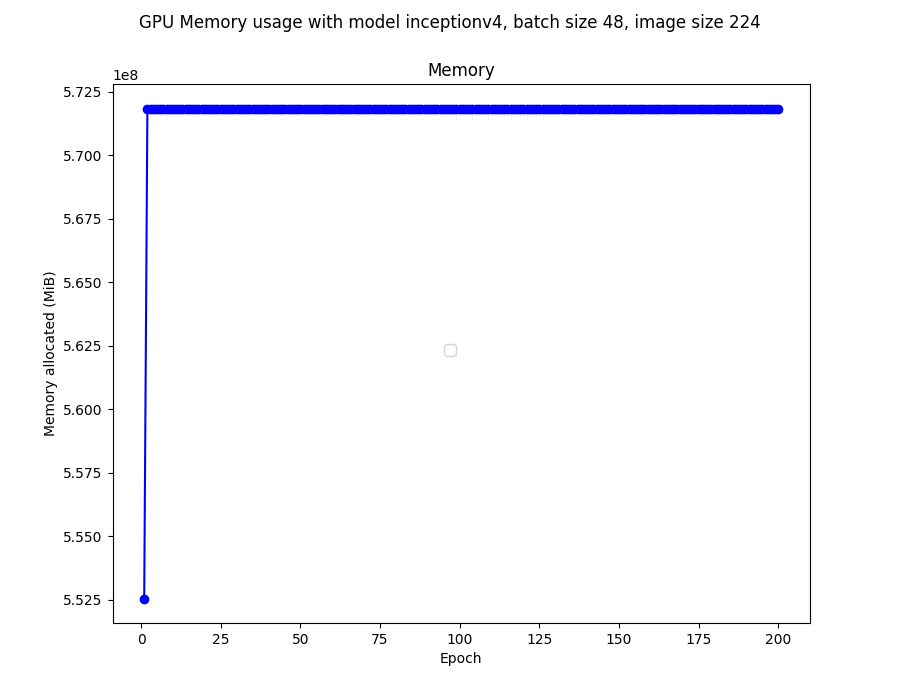 GPU Memory usage with model inceptionv4, batch size 48, image size 224
Memory
1e8
5.725
5.700
5.675
5.650
5.625
5.600
5.575
5.550
5.525
Memory allocated (MiB)
0 25 50 75 100 125 150 175 200
Epoch